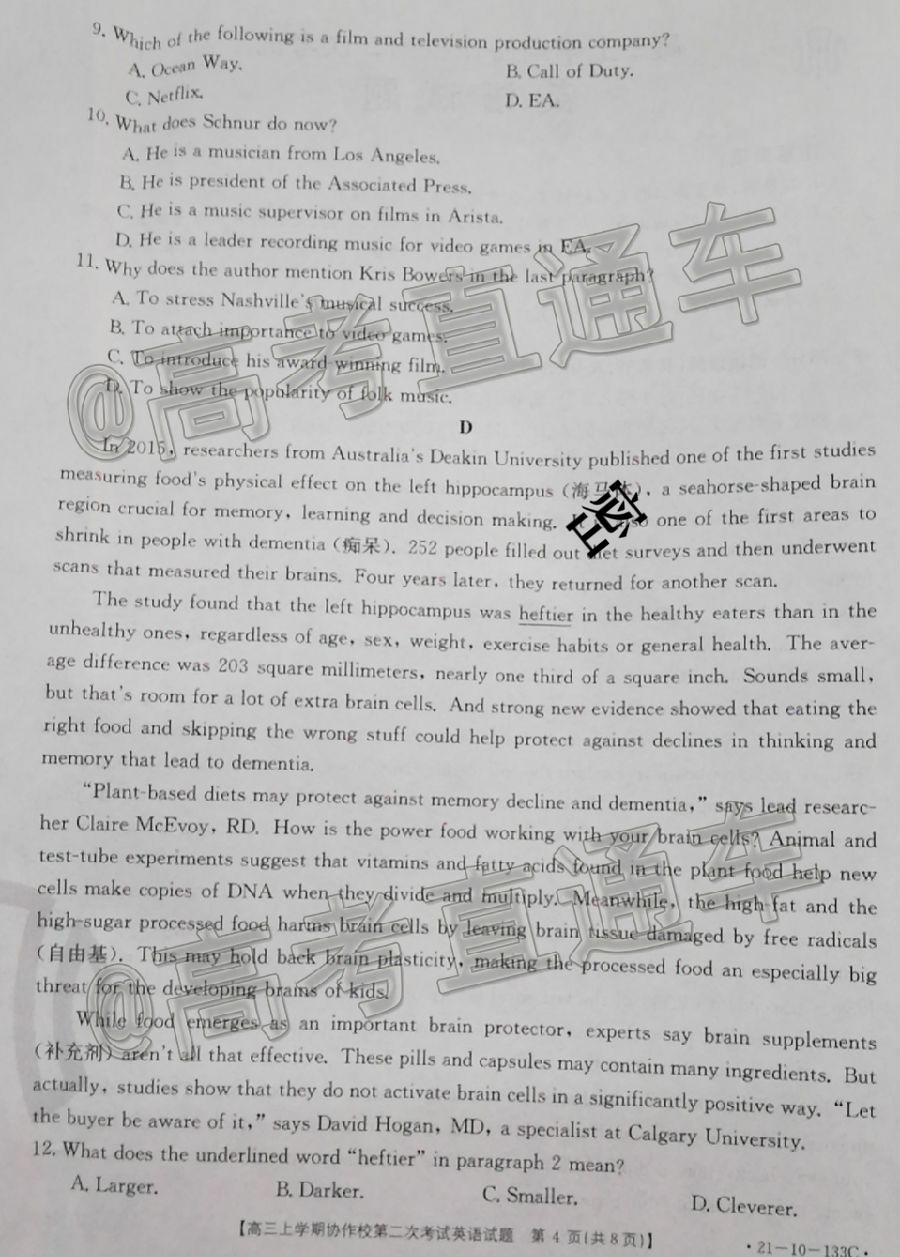 9. Which of the following is a film and television production company?
A. Ocean Way. B. Call of Duty.
C. Netflix. D. EA.
10. What does Schnur do now?
A. He is a musician from Los Angeles.
B. He is president of the Associated Press.
C. He is a music supervisor on films in Arista.
D. He is a leader recording music for video games in EA.
11. Why does the author mention Kris Bowers in the last paragraph?
A. To stress Nashville's musical success.
B. To attach importance to video games.
C. To introduce his award-winning film.
D. To show the popularity of folk music.
@高考直通车
D
In 2015, researchers from Australia's Deakin University published one of the first studies
measuring food's physical effect on the left hippocampus (海马体), a seahorse-shaped brain
region crucial for memory, learning and decision making. also one of the first areas to
shrink in people with dementia (痴呆). 252 people filled out diet surveys and then underwent
密
scans that measured their brains. Four years later, they returned for another scan.
The study found that the left hippocampus was heftier in the healthy eaters than in the
unhealthy ones, regardless of age, sex, weight, exercise habits or general health. The aver-
age difference was 203 square millimeters, nearly one third of a square inch. Sounds small,
but that's room for a lot of extra brain cells. And strong new evidence showed that eating the
right food and skipping the wrong stuff could help protect against declines in thinking and
memory that lead to dementia.
"Plant-based diets may protect against memory decline and dementia," says lead researc-
her Claire McEvoy, RD. How is the power food working with your brain cells? Animal and
test-tube experiments suggest that vitamins and fatty acids found in the plant food help new
cells make copies of DNA when they divide and multiply. Meanwhile, the high-fat and the
high-sugar processed food harms brain cells by leaving brain tissue damaged by free radicals
(自由基). This may hold back brain plasticity, making the processed food an especially big
threat for the developing brains of kids.
@高考直通车
While food emerges as an important brain protector, experts say brain supplements
(补充剂) aren't all that effective. These pills and capsules may contain many ingredients. But
actually, studies show that they do not activate brain cells in a significantly positive way. "Let
the buyer be aware of it," says David Hogan, MD, a specialist at Calgary University.
12. What does the underlined word "heftier" in paragraph 2 mean?
A. Larger. B. Darker. C. Smaller. D. Cleverer.
【高三上学期协作校第二次考试英语试题 第 4 页(共 8 页)】
·21-10-133C·